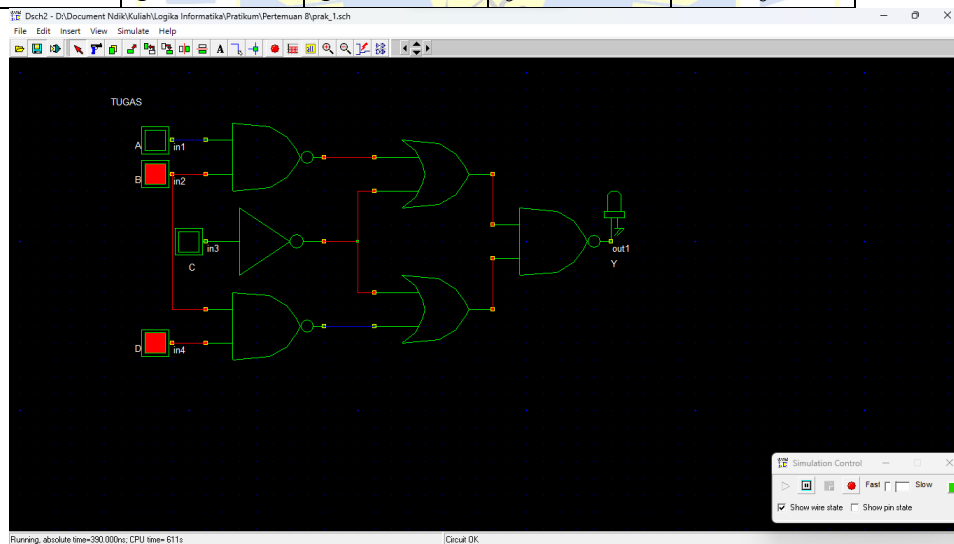 Dsch2 - D:\Document Ndik\Kuliah\Logika Informatika\Pratikum\Pertemuan 8\prak_1.sch
File Edit Insert View Simulate Help
A
TUGAS
A in1
B in2
in3
C
out1
Y
D in4
Simulation Control
Fast Slow
Show wire state Show pin state
Running, absolute time=390.000ns; CPU time= 611s Circuit OK